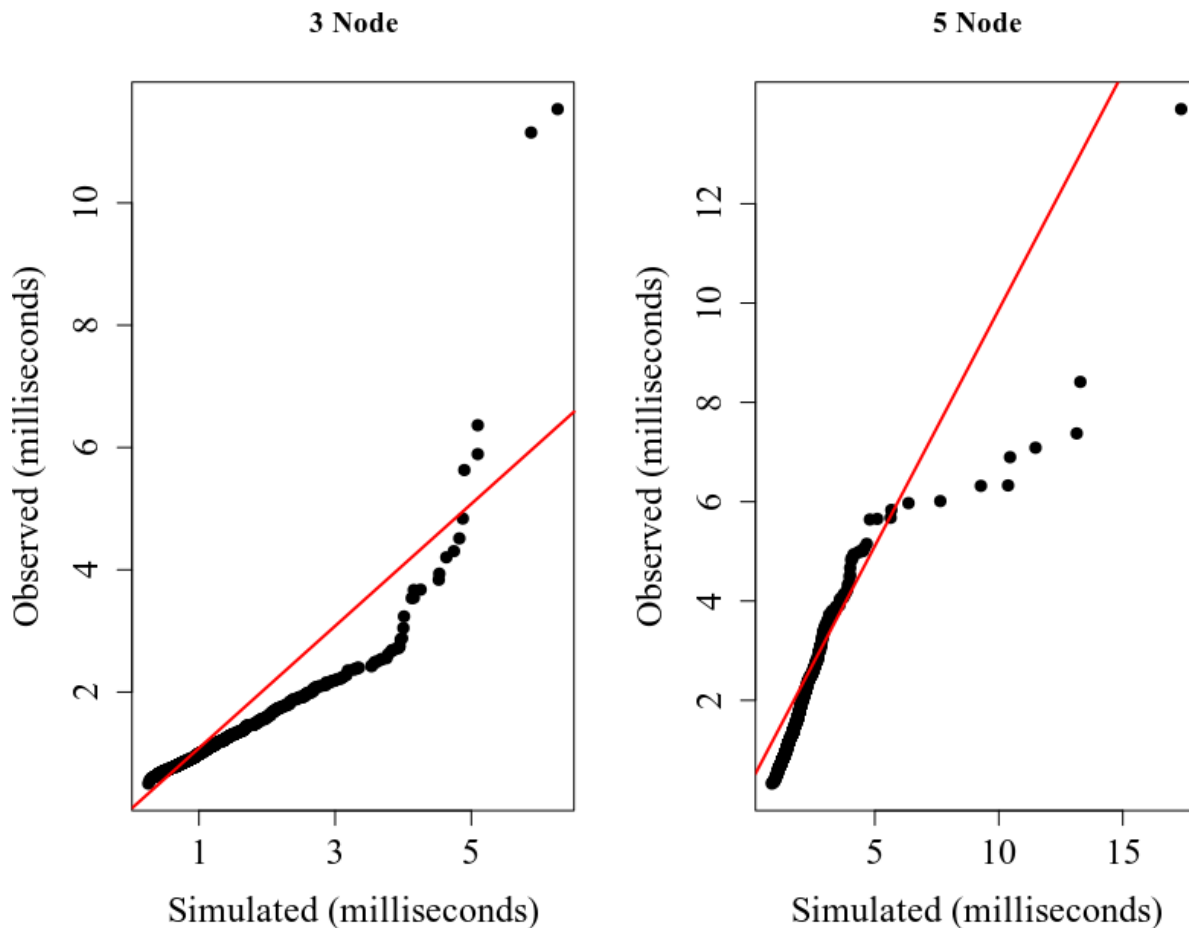 3 Node
Observed (milliseconds)
10
8
6
4
2
1 3 5
Simulated (milliseconds)
5 Node
Observed (milliseconds)
12
10
8
6
4
2
5 10 15
Simulated (milliseconds)